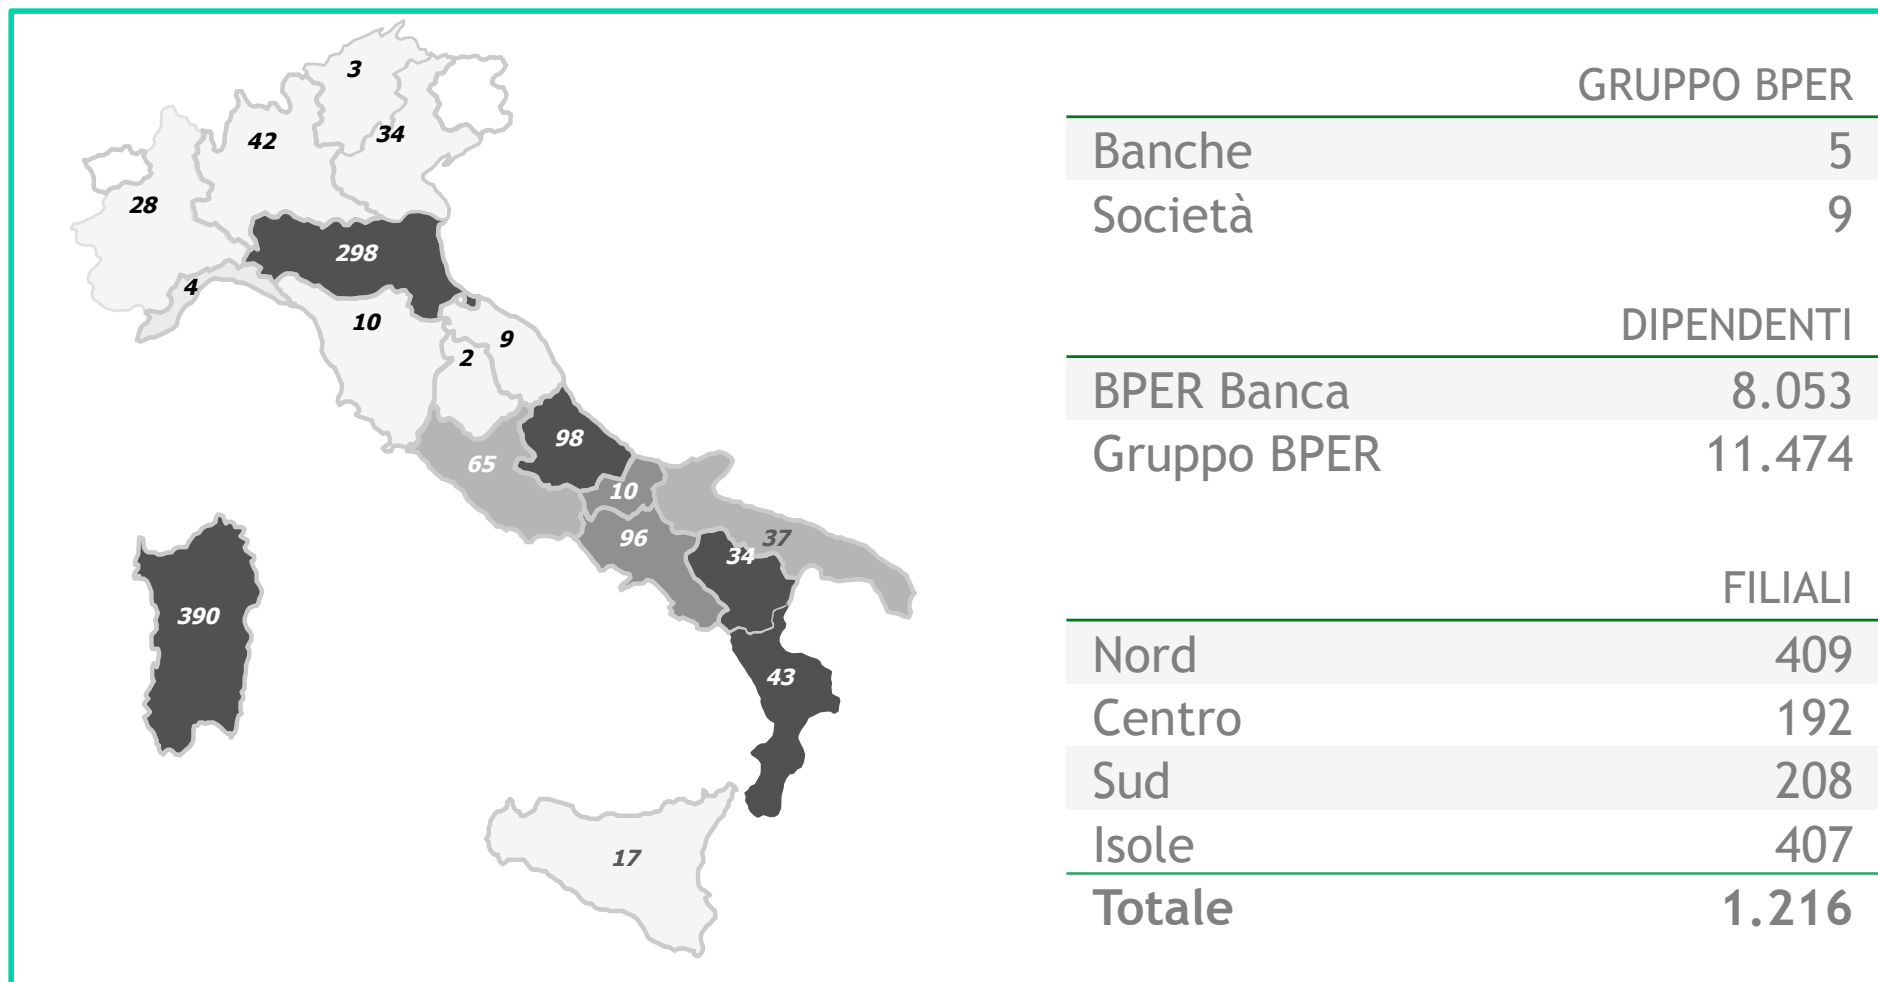 3
42
34
28
298
4
10
9
2
98
65
10
96
37
34
390
43
17
GRUPPO BPER
Banche 5
Società 9
DIPENDENTI
BPER Banca 8.053
Gruppo BPER 11.474
FILIALI
Nord 409
Centro 192
Sud 208
Isole 407
Totale 1.216